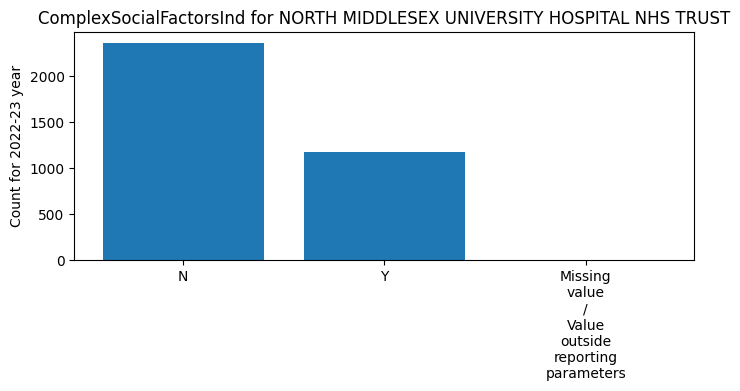 ComplexSocialFactorsInd for NORTH MIDDLESEX UNIVERSITY HOSPITAL NHS TRUST
Count for 2022-23 year
2000
1500
1000
500
0
N
Y
Missing
value
/
Value
outside
reporting
parameters